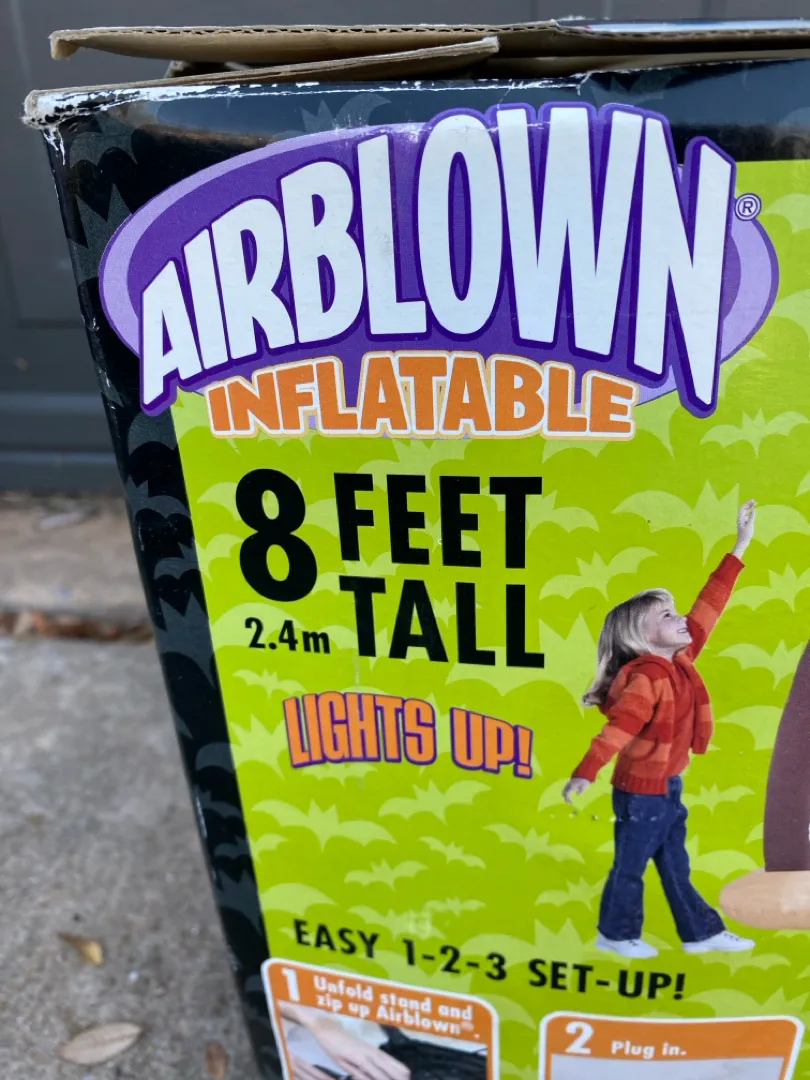 AIRBLOWN®
INFLATABLE
8 FEET
2.4m TALL
LIGHTS UP!
EASY 1-2-3 SET-UP!
1 Unfold stand and
zip up Airblown®.
2 Plug in.